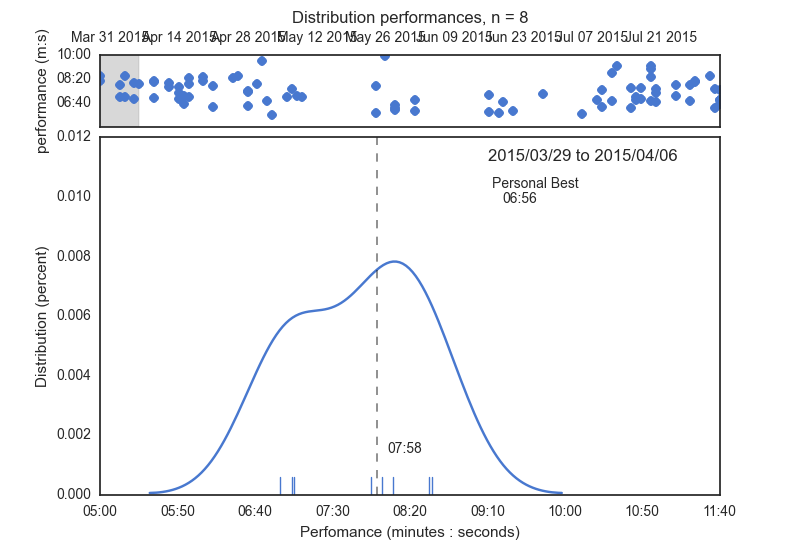 Distribution performances, n = 8
Mar 31 2015 Apr 14 2015 Apr 28 2015 May 12 2015 May 26 2015 Jun 09 2015 Jun 23 2015 Jul 07 2015 Jul 21 2015
performance (m:s)
10:00
08:20
06:40
0.012
2015/03/29 to 2015/04/06
Personal Best
06:56
0.010
0.008
Distribution (percent)
0.006
0.004
0.002
07:58
0.000
05:00 05:50 06:40 07:30 08:20 09:10 10:00 10:50 11:40
Perfomance (minutes : seconds)